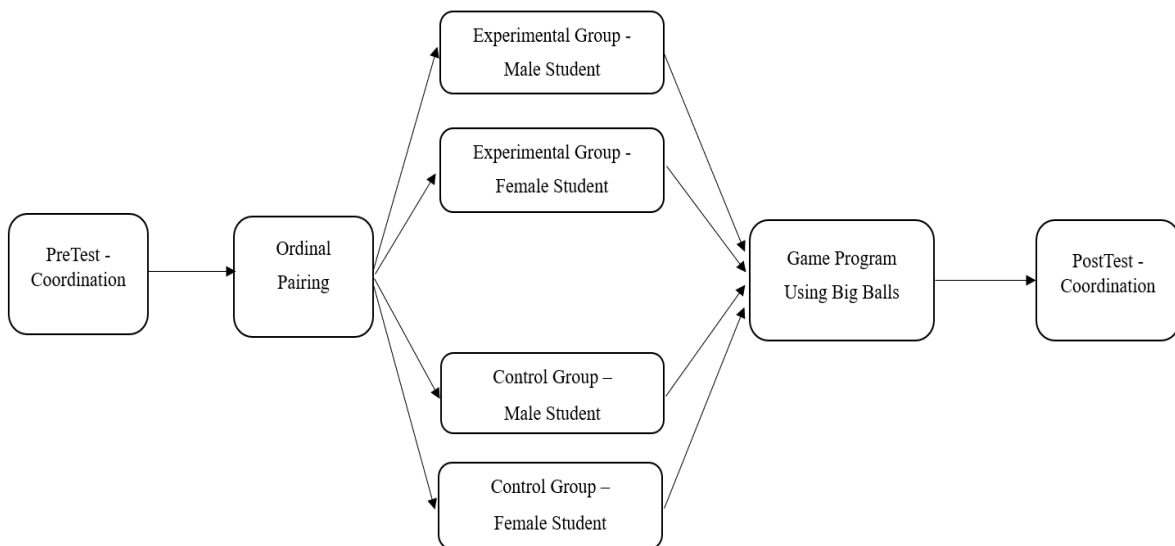 Experimental Group -
Male Student
Experimental Group -
Female Student
PreTest -
Coordination
Ordinal
Pairing
Game Program
Using Big Balls
PostTest -
Coordination
Control Group –
Male Student
Control Group –
Female Student